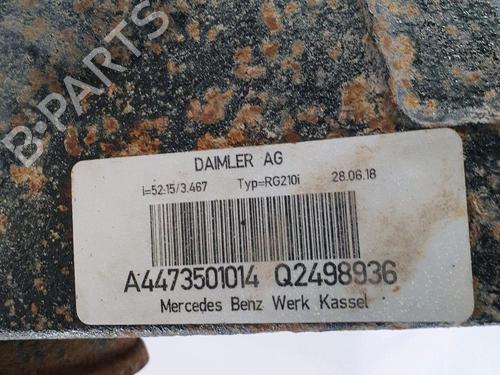 B-PARTS
DAIMLER AG
i=52:15/3.467 Typ=RG210i 28.06.18
A4473501014 Q2498936
Mercedes Benz Werk Kassel